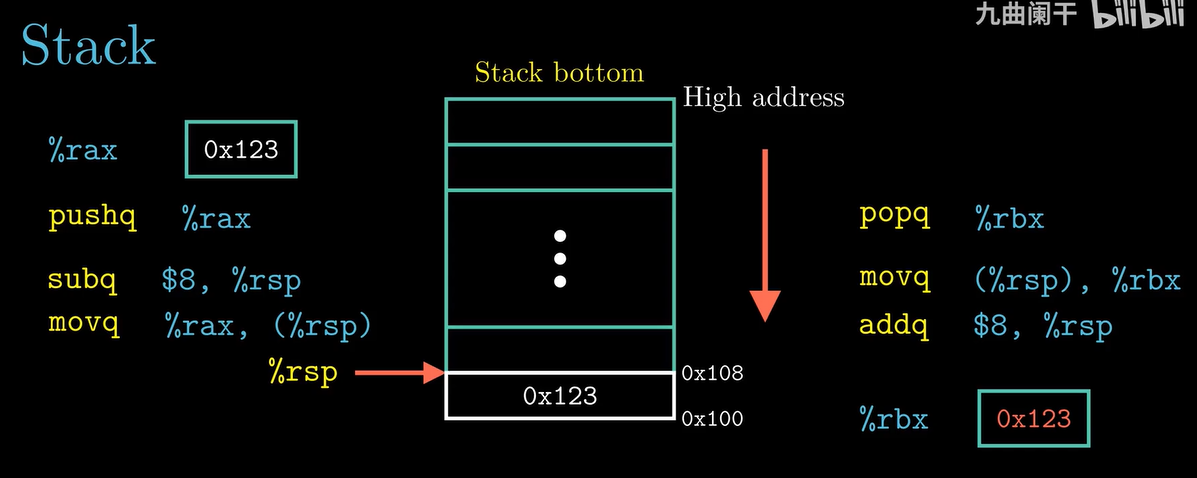 九曲阑干 bilibili
Stack
Stack bottom
High address
%rax 0x123
pushq %rax
subq $8, %rsp
movq %rax, (%rsp)
%rsp
0x123
0x108
0x100
popq %rbx
movq (%rsp), %rbx
addq $8, %rsp
%rbx 0x123